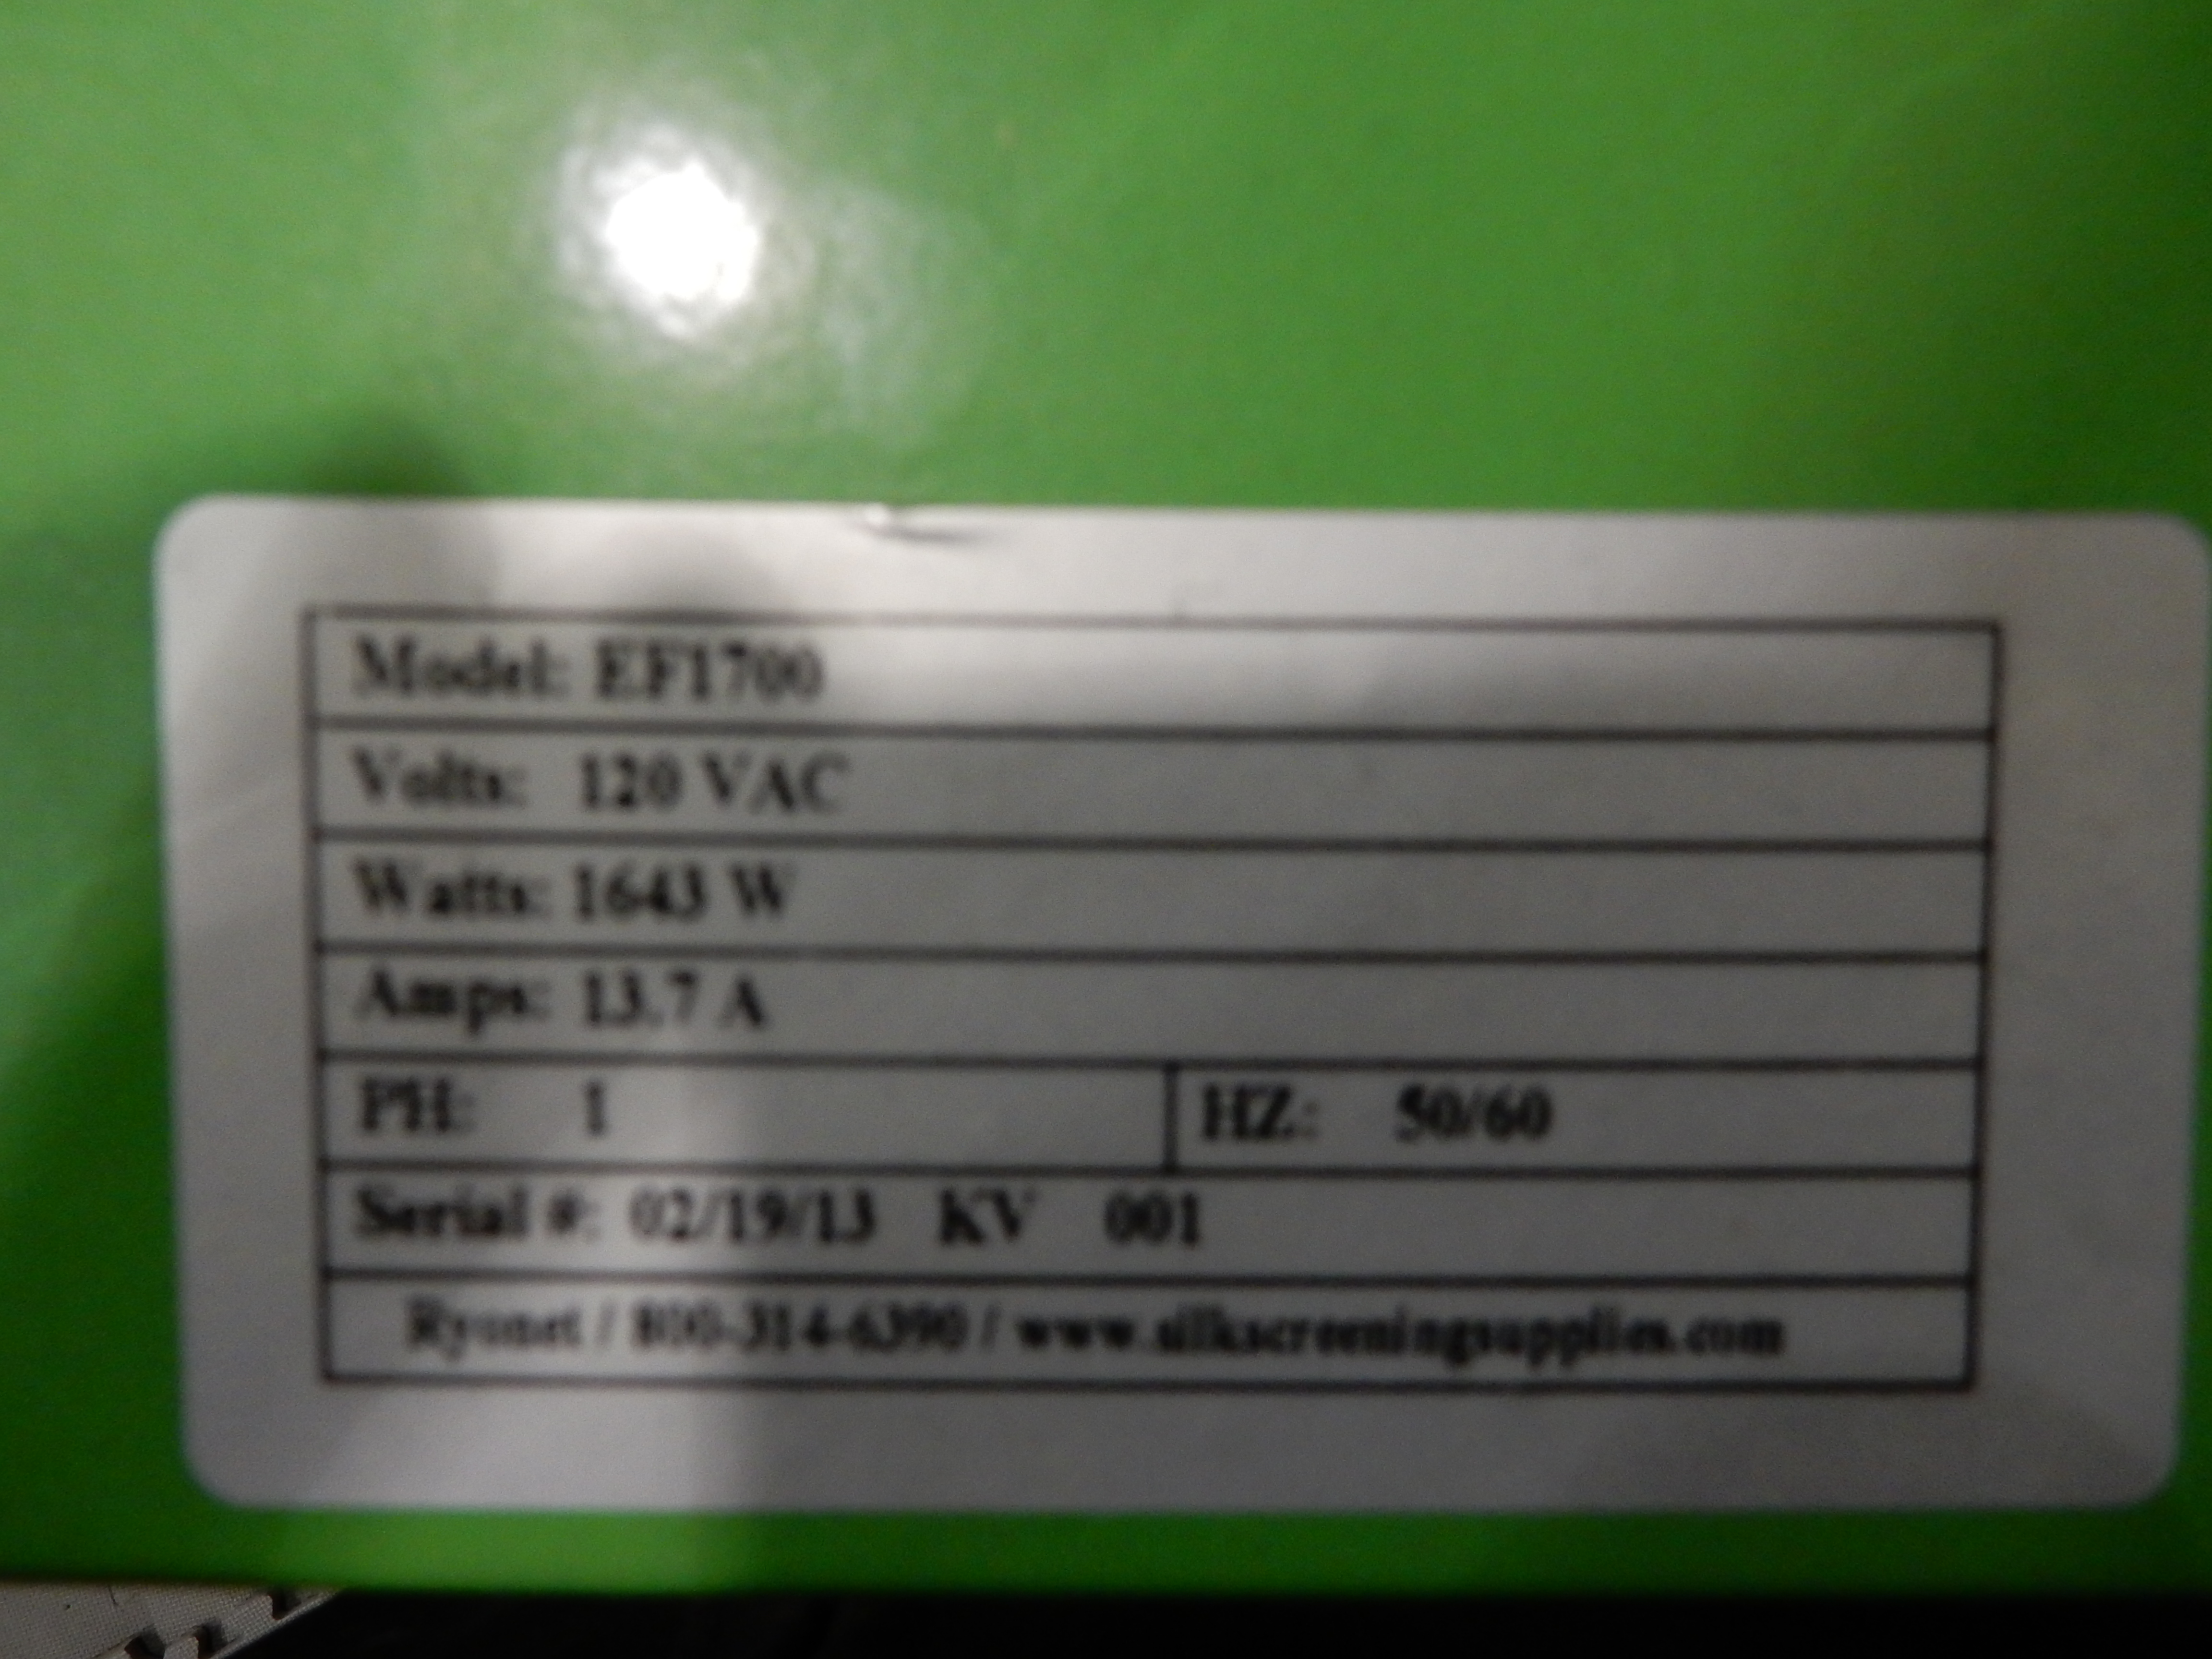 Model: EF1700
Volts: 120 VAC
Watts: 1643 W
Amps: 13.7 A
PH: 1 HZ: 50/60
Serial #: 02/19/13 KV 001
Ryonet / 800-314-6390 / www.silkscreeningsupplies.com